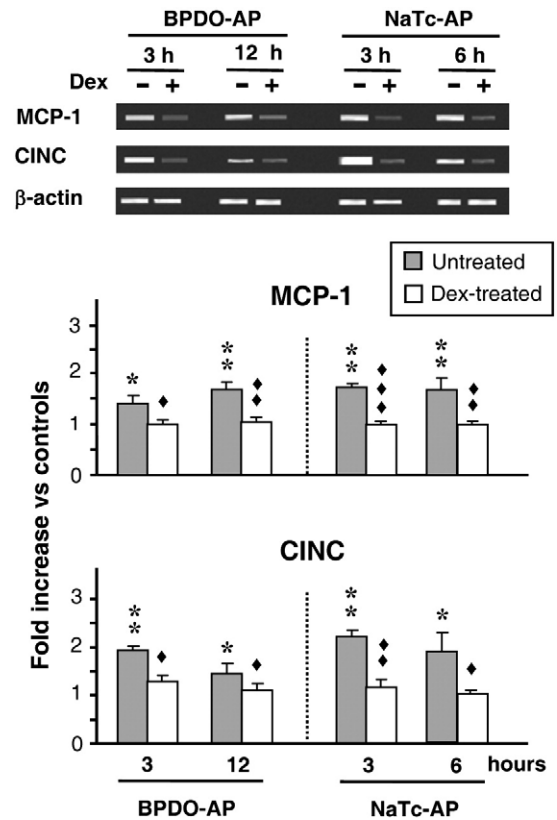 BPDO-AP NaTc-AP
3 h 12 h 3 h 6 h
Dex − + − + − + − +
MCP-1
CINC
β-actin
Untreated
Dex-treated
MCP-1
Fold increase vs controls
3
2
1
0
* ♦ ** ♦♦ ** ♦♦♦ ** ♦♦
CINC
3
2
1
0
** ♦ * ♦ ** ♦♦ * ♦
3 12 3 6 hours
BPDO-AP NaTc-AP